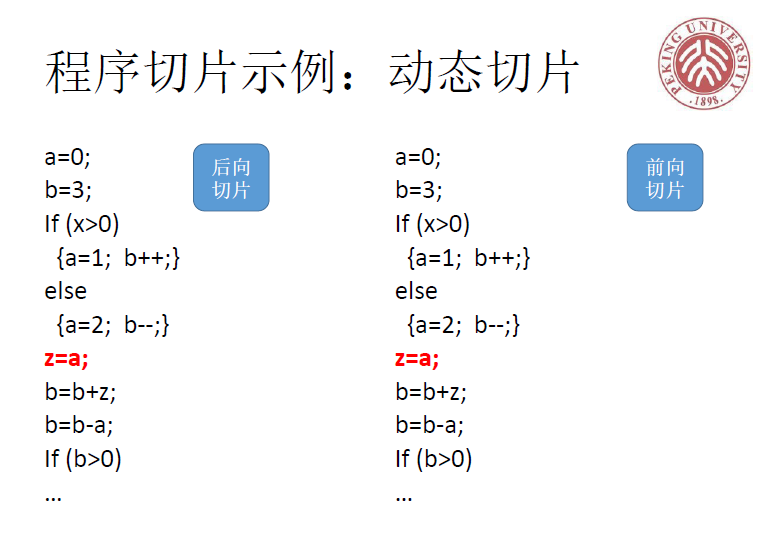 程序切片示例：动态切片
PEKING UNIVERSITY
·1898·
a=0;
b=3;
If (x>0)
{a=1; b++;}
else
{a=2; b--;}
z=a;
b=b+z;
b=b-a;
If (b>0)
...
后向
切片
a=0;
b=3;
If (x>0)
{a=1; b++;}
else
{a=2; b--;}
z=a;
b=b+z;
b=b-a;
If (b>0)
...
前向
切片